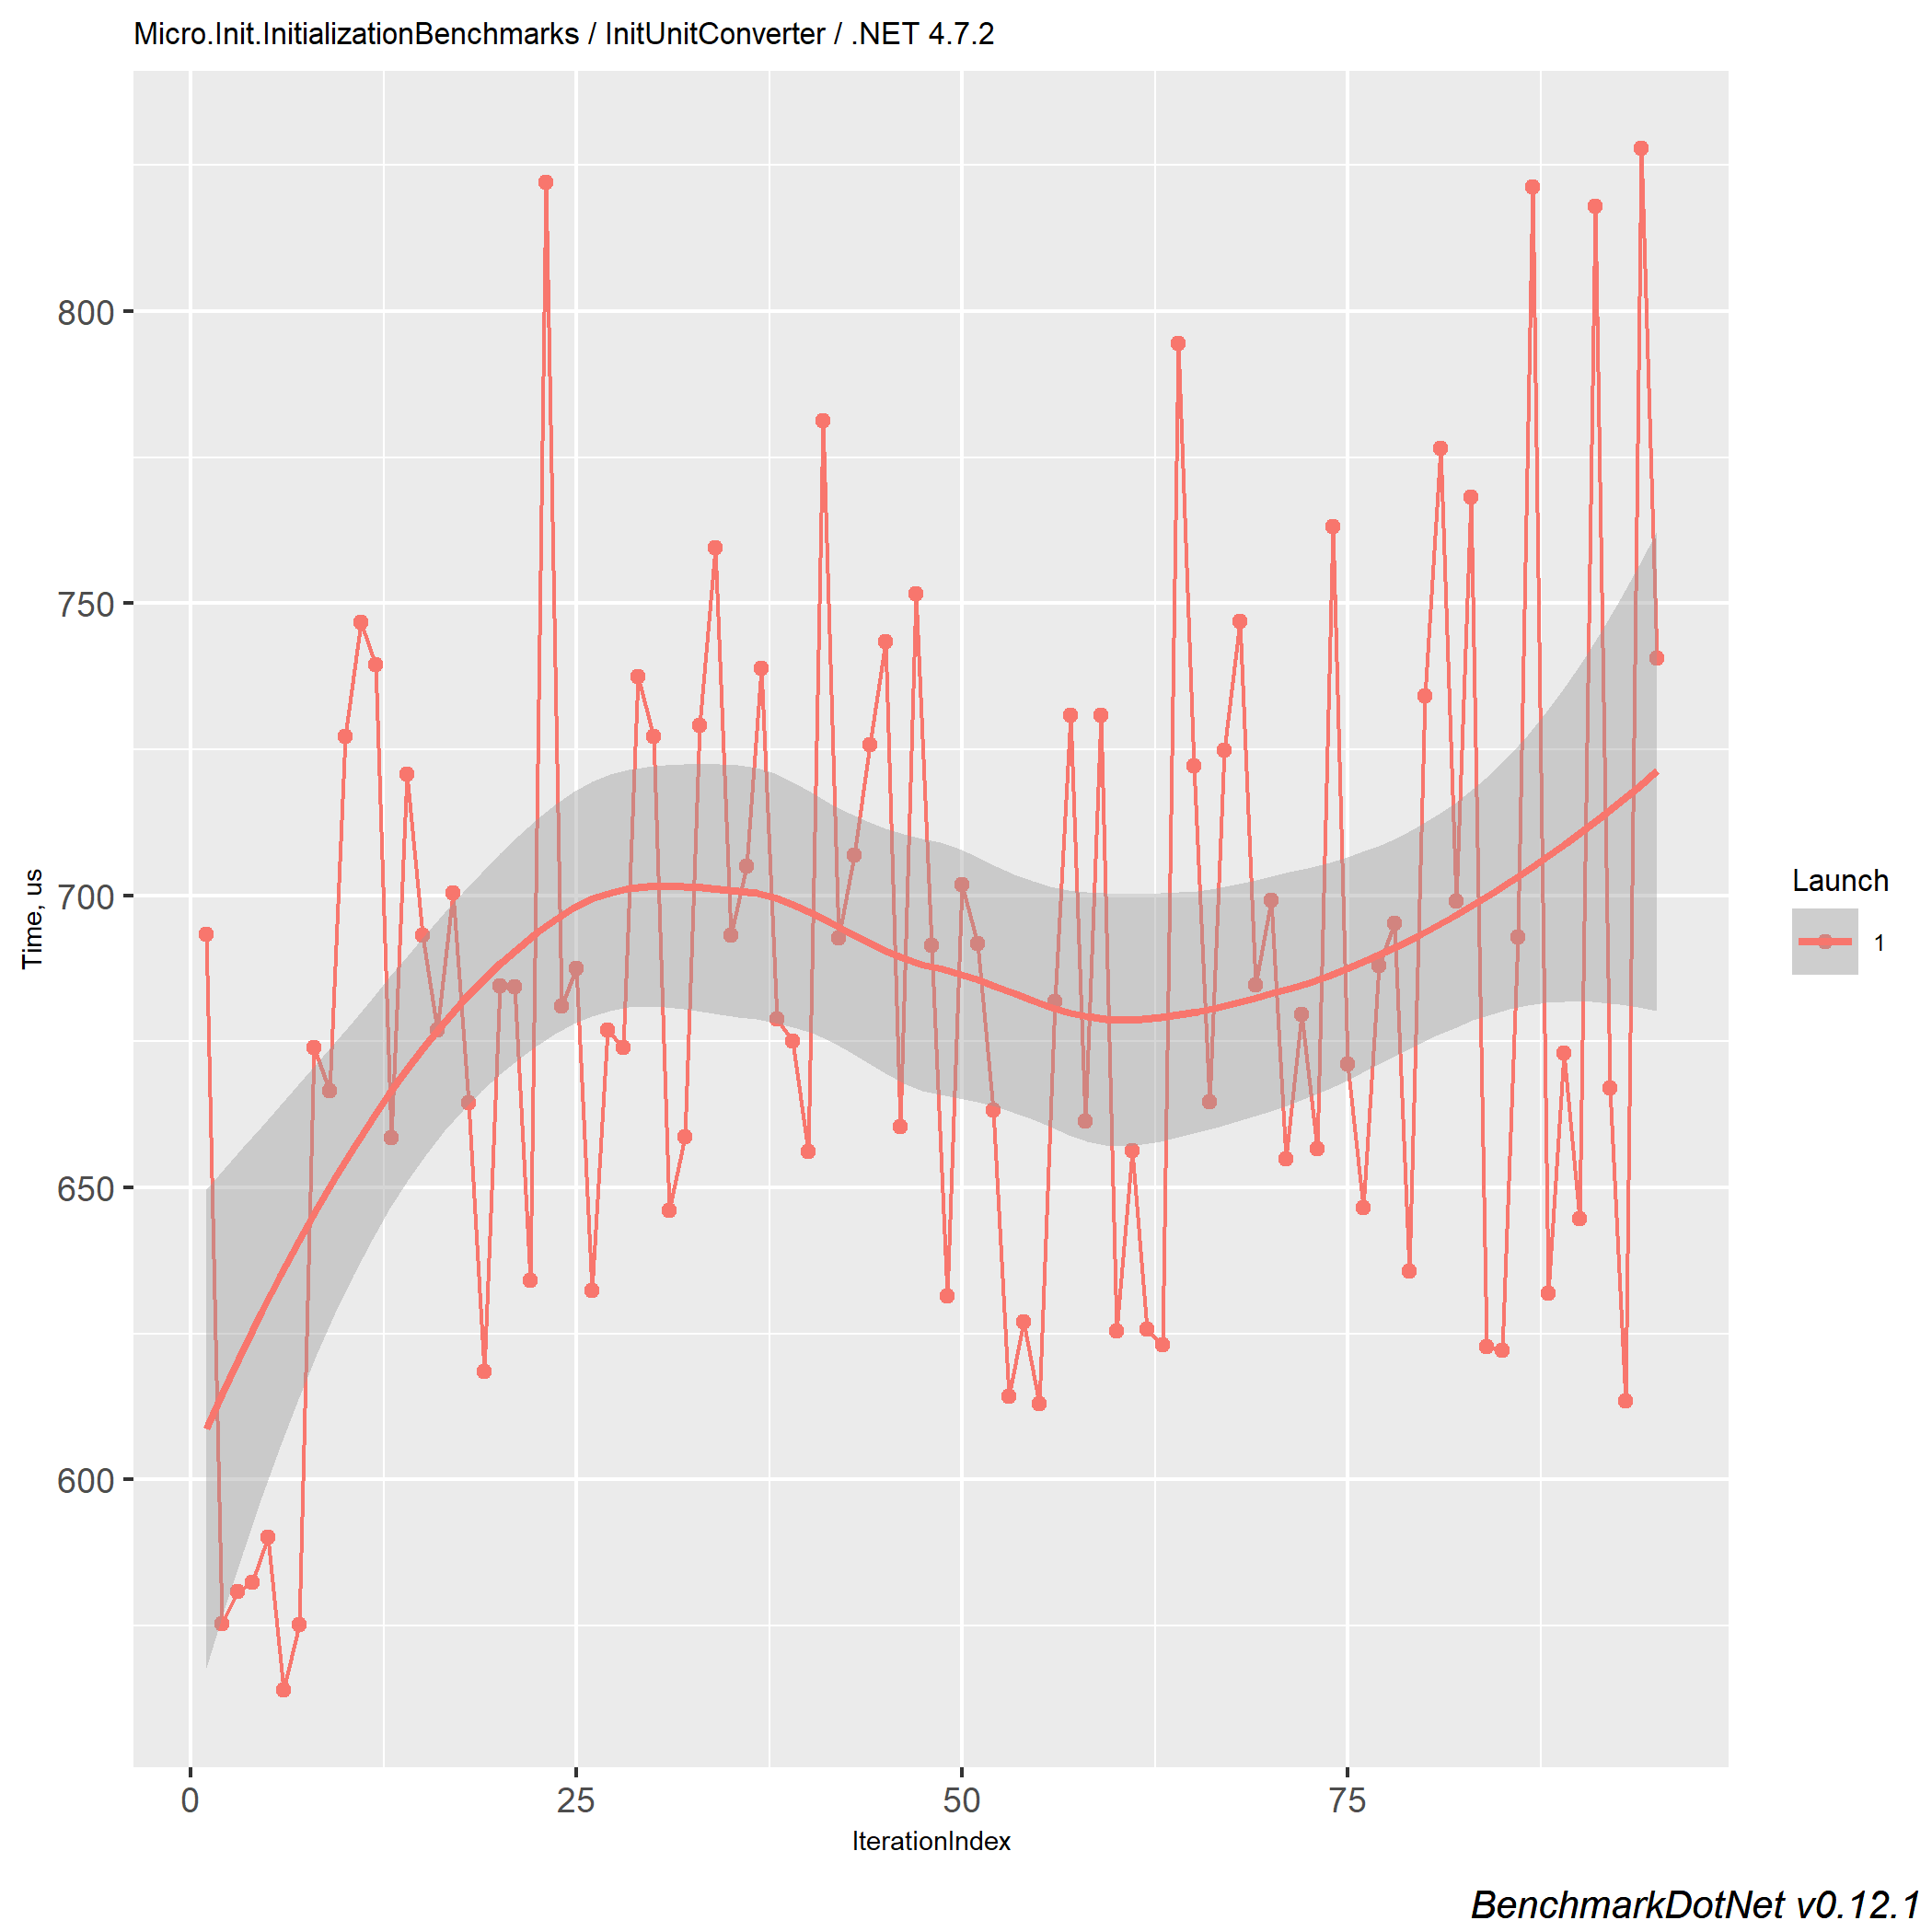 Micro.Init.InitializationBenchmarks / InitUnitConverter / .NET 4.7.2
800
750
700
650
600
Time, us
0 25 50 75
IterationIndex
Launch
1
BenchmarkDotNet v0.12.1